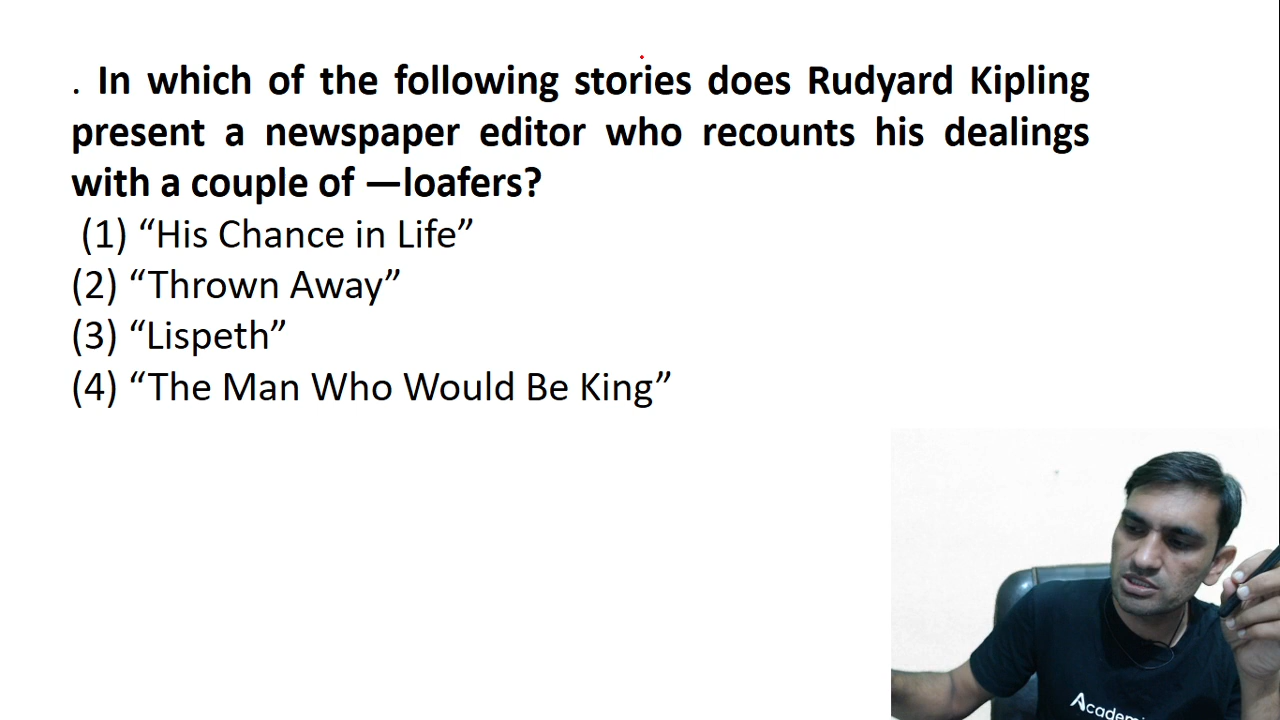 . In which of the following stories does Rudyard Kipling
present a newspaper editor who recounts his dealings
with a couple of ―loafers?
(1) “His Chance in Life”
(2) “Thrown Away”
(3) “Lispeth”
(4) “The Man Who Would Be King”